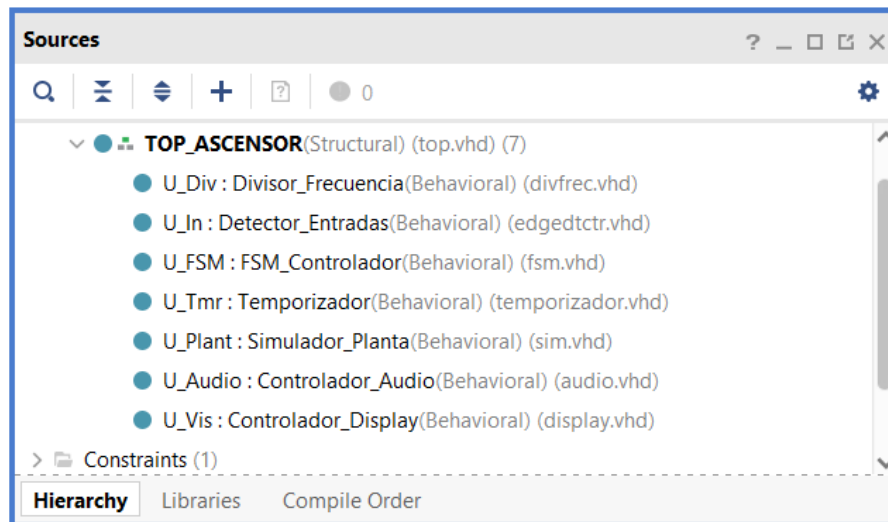 Sources
0
TOP_ASCENSOR(Structural) (top.vhd) (7)
U_Div : Divisor_Frecuencia(Behavioral) (divfrec.vhd)
U_In : Detector_Entradas(Behavioral) (edgedtctr.vhd)
U_FSM : FSM_Controlador(Behavioral) (fsm.vhd)
U_Tmr : Temporizador(Behavioral) (temporizador.vhd)
U_Plant : Simulador_Planta(Behavioral) (sim.vhd)
U_Audio : Controlador_Audio(Behavioral) (audio.vhd)
U_Vis : Controlador_Display(Behavioral) (display.vhd)
Constraints (1)
Hierarchy Libraries Compile Order